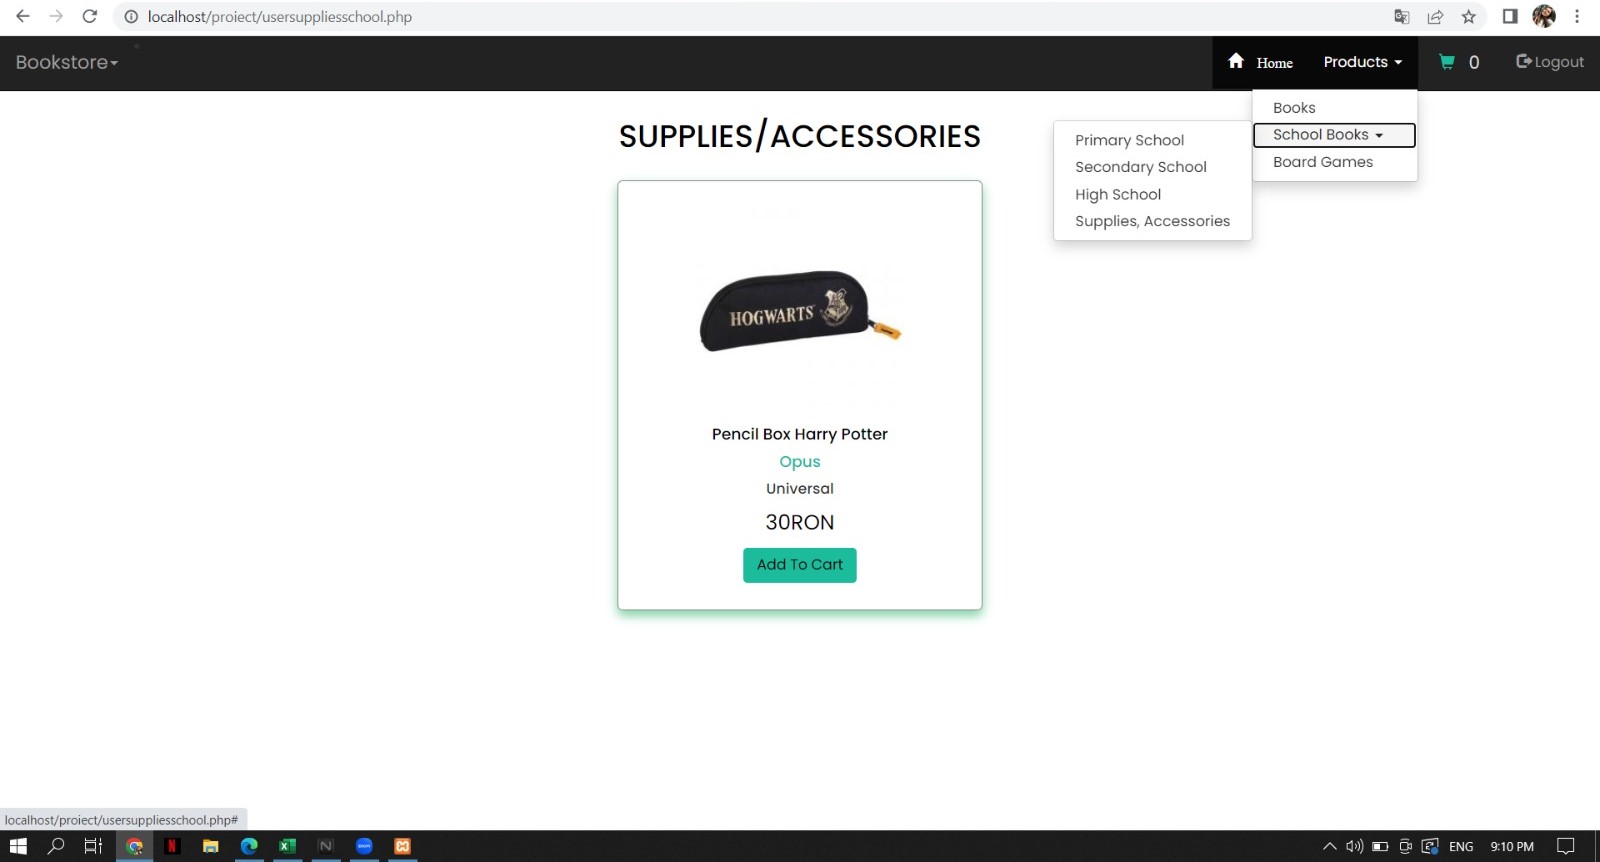 localhost/proiect/usersuppliesschool.php
Bookstore
Home
Products
0
Logout
Books
School Books
Board Games
Primary School
Secondary School
High School
Supplies, Accessories
SUPPLIES/ACCESSORIES
HOGWARTS
Pencil Box Harry Potter
Opus
Universal
30RON
Add To Cart
localhost/proiect/usersuppliesschool.php#
ENG
9:10 PM